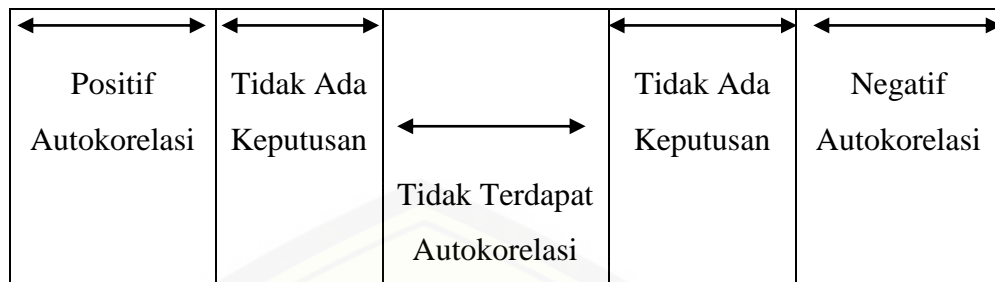 Positif
Autokorelasi
Tidak Ada
Keputusan
Tidak Terdapat
Autokorelasi
Tidak Ada
Keputusan
Negatif
Autokorelasi